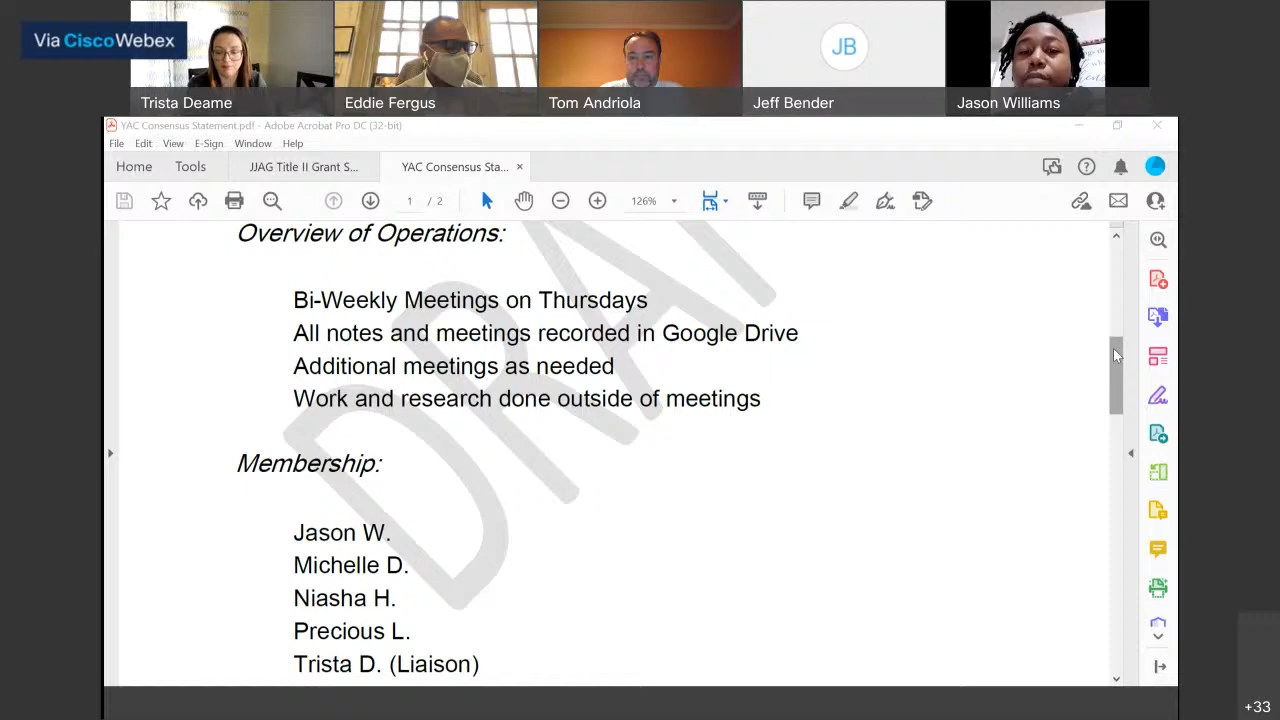 Via CiscoWebex
Trista Deame
Eddie Fergus
Tom Andriola
JB
Jeff Bender
Jason Williams
YAC Consensus Statement.pdf - Adobe Acrobat Pro DC (32-bit)
File Edit View E-Sign Window Help
Home Tools JJAG Title II Grant S... YAC Consensus Sta... ×
1 / 2 126%
Overview of Operations:
Bi-Weekly Meetings on Thursdays
All notes and meetings recorded in Google Drive
Additional meetings as needed
Work and research done outside of meetings
Membership:
Jason W.
Michelle D.
Niasha H.
Precious L.
Trista D. (Liaison)
+33